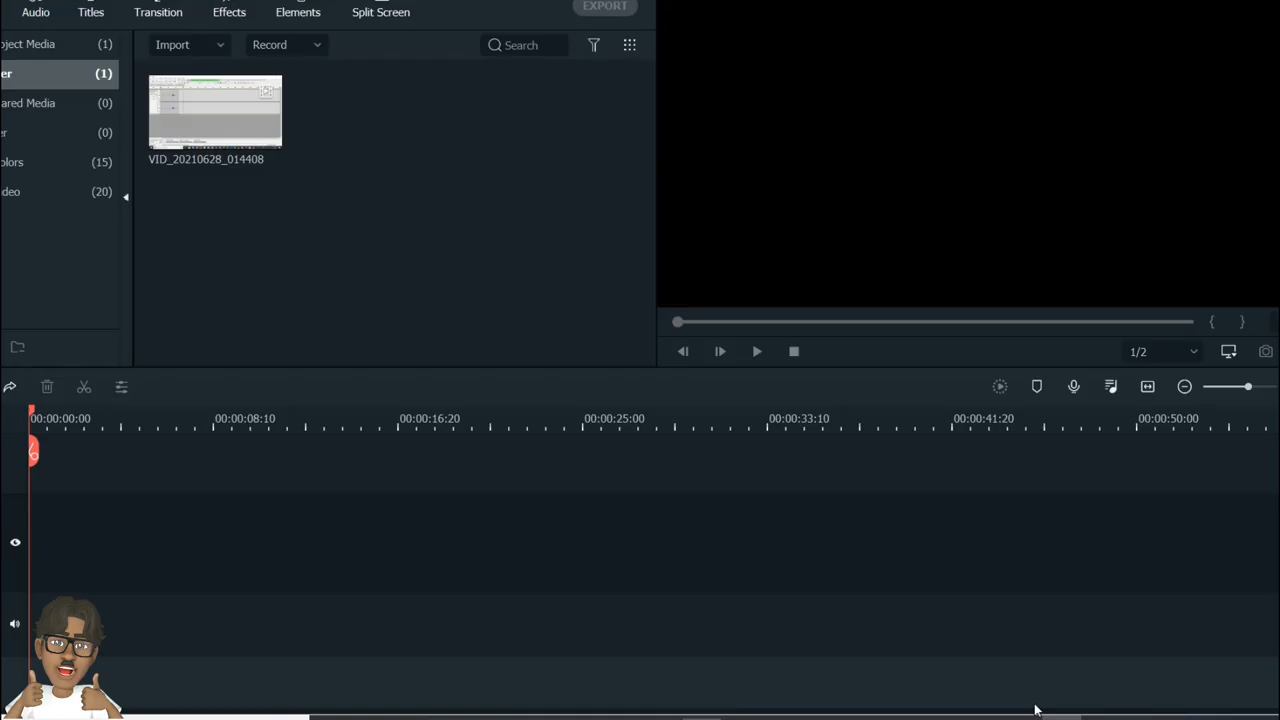 Audio Titles Transition Effects Elements Split Screen EXPORT
oject Media (1) Import Record Search
er (1)
ared Media (0)
er (0)
olors (15)
deo (20)
VID_20210628_014408
{ }
1/2
00:00:00:00 00:00:08:10 00:00:16:20 00:00:25:00 00:00:33:10 00:00:41:20 00:00:50:00